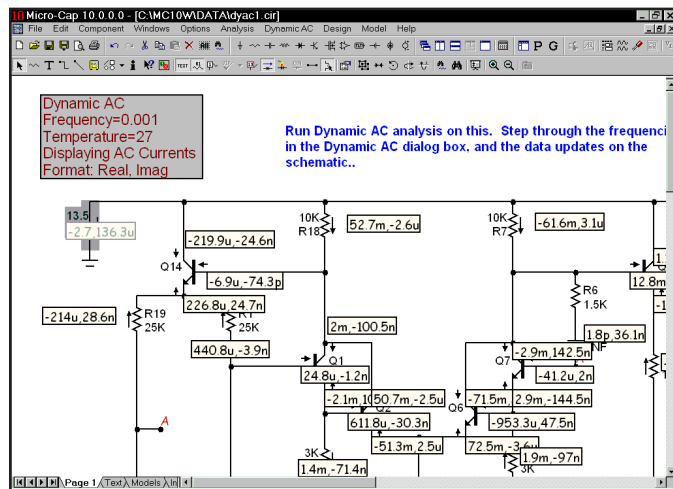 Micro-Cap 10.0.0.0 - [C:\MC10W\DATA\dyac1.cir]
File Edit Component Windows Options Analysis Dynamic AC Design Model Help
TEXT
P G
Dynamic AC
Frequency=0.001
Temperature=27
Displaying AC Currents
Format: Real, Imag
Run Dynamic AC analysis on this. Step through the frequenci
in the Dynamic AC dialog box, and the data updates on the
schematic..
13.5
-2.7,136.3u
10K
R18
52.7m,-2.6u
10K
R7
-61.6m,3.1u
-219.9u,-24.6n
Q14
-6.9u,-74.3p
12.8m
R6
1.5K
226.8u,24.7n
-214u,28.6n
R19
25K
25K
2m,-100.5n
1.8p,36.1n
440.8u,-3.9n
Q1
Q7
-2.9m,142.5n
24.8u,-1.2n
-41.2u,2n
-2.1m,1
50.7m,-2.5u
-71.5m,
2.9m,-144.5n
Q2
611.8u,-30.3n
Q6
-953.3u,47.5n
A
-51.3m,2.5u
72.5m,-3.6u
3K
1.4m,-71.4n
1.9m,-97n
3K
Page 1 Text Models In